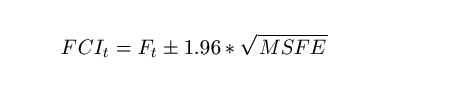 FCI_t = F_t ± 1.96 * √MSFE